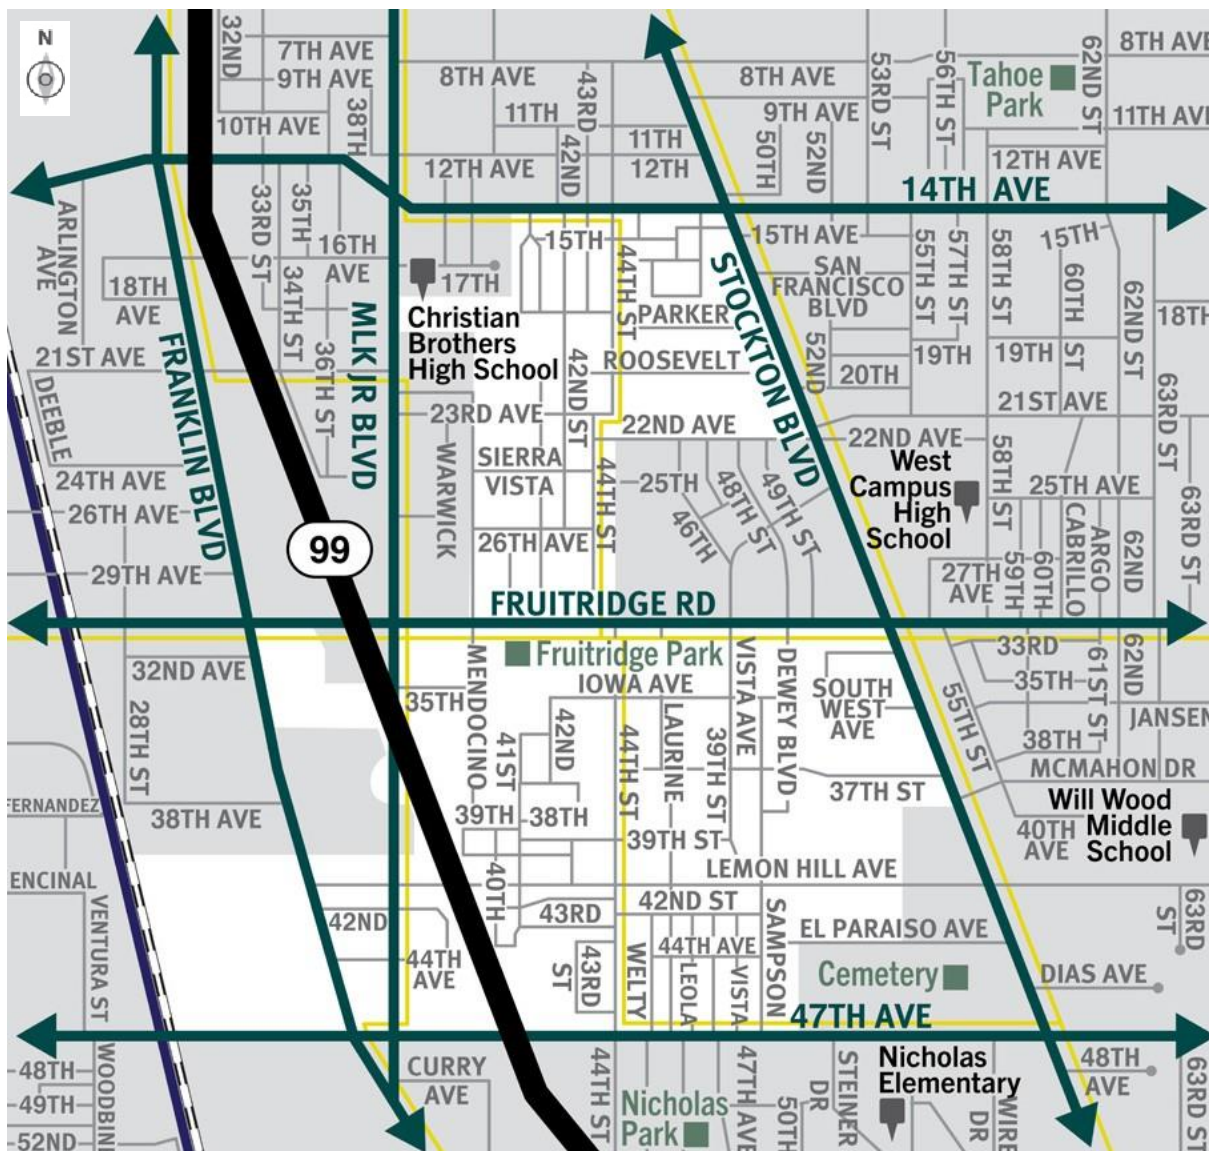 N
32ND
7TH AVE
9TH AVE
10TH AVE
38TH
8TH AVE
11TH
12TH AVE
43RD
42ND
11TH
12TH
8TH AVE
9TH AVE
50TH
52ND
53RD ST
56TH ST
Tahoe
Park
62ND ST
8TH AVE
11TH AVE
12TH AVE
14TH AVE
ARLINGTON
AVE
33RD ST
35TH
16TH
AVE
18TH
AVE
34TH ST
36TH ST
21ST AVE
DEEBLE
24TH AVE
26TH AVE
29TH AVE
FRANKLIN BLVD
MLK JR BLVD
99
17TH
Christian
Brothers
High School
15TH
44TH ST
PARKER
ROOSEVELT
42ND ST
23RD AVE
22ND AVE
WARWICK
SIERRA
VISTA
26TH AVE
44TH ST
25TH
46TH
48TH ST
49TH ST
STOCKTON BLVD
15TH AVE
SAN
FRANCISCO
BLVD
52ND
20TH
19TH
55TH ST
57TH ST
58TH ST
15TH
60TH
ST
19TH
62ND ST
18TH
21ST AVE
63RD ST
22ND AVE
West
Campus
High
School
58TH ST
25TH AVE
27TH
AVE
59TH
60TH
CABRILLO
ARGO
62ND
63RD ST
FRUITRIDGE RD
Fruitridge Park
IOWA AVE
32ND AVE
28TH ST
38TH AVE
FERNANDEZ
ENCINAL
VENTURA ST
35TH
MENDOCINO
41ST
42ND
39TH
38TH
40TH
43RD
43RD
ST
44TH ST
LAURINE
39TH ST
VISTA AVE
DEWEY BLVD
SOUTH
WEST
AVE
37TH ST
39TH ST
LEMON HILL AVE
55TH ST
33RD
35TH
61ST ST
62ND
JANSEN
38TH
MCMAHON DR
Will Wood
Middle
School
40TH
AVE
63RD
ST
42ND
44TH
AVE
42ND ST
44TH AVE
WELTY
LEOLA
VISTA
SAMPSON
EL PARAISO AVE
Cemetery
DIAS AVE
47TH AVE
48TH
49TH
52ND
WOODBINE
CURRY
AVE
44TH ST
Nicholas
Park
47TH AVE
50TH
STEINER
DR
Nicholas
Elementary
WIRE
DR
48TH
AVE
63RD ST